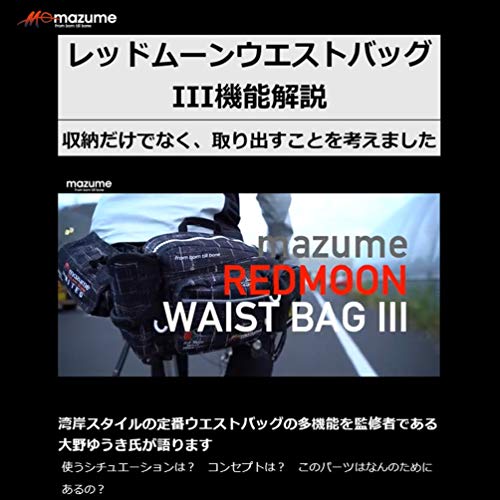 mazume
From born till bone
レッドムーンウエストバッグ
III機能解説
収納だけでなく、取り出すことを考えました
mazume
From born till bone
From born till bone
mazume
REDMOON
WAIST BAG III
湾岸スタイルの定番ウエストバッグの多機能を監修者である
大野ゆうき氏が語ります
使うシチュエーションは？　コンセプトは？　このパーツはなんのために
あるの？